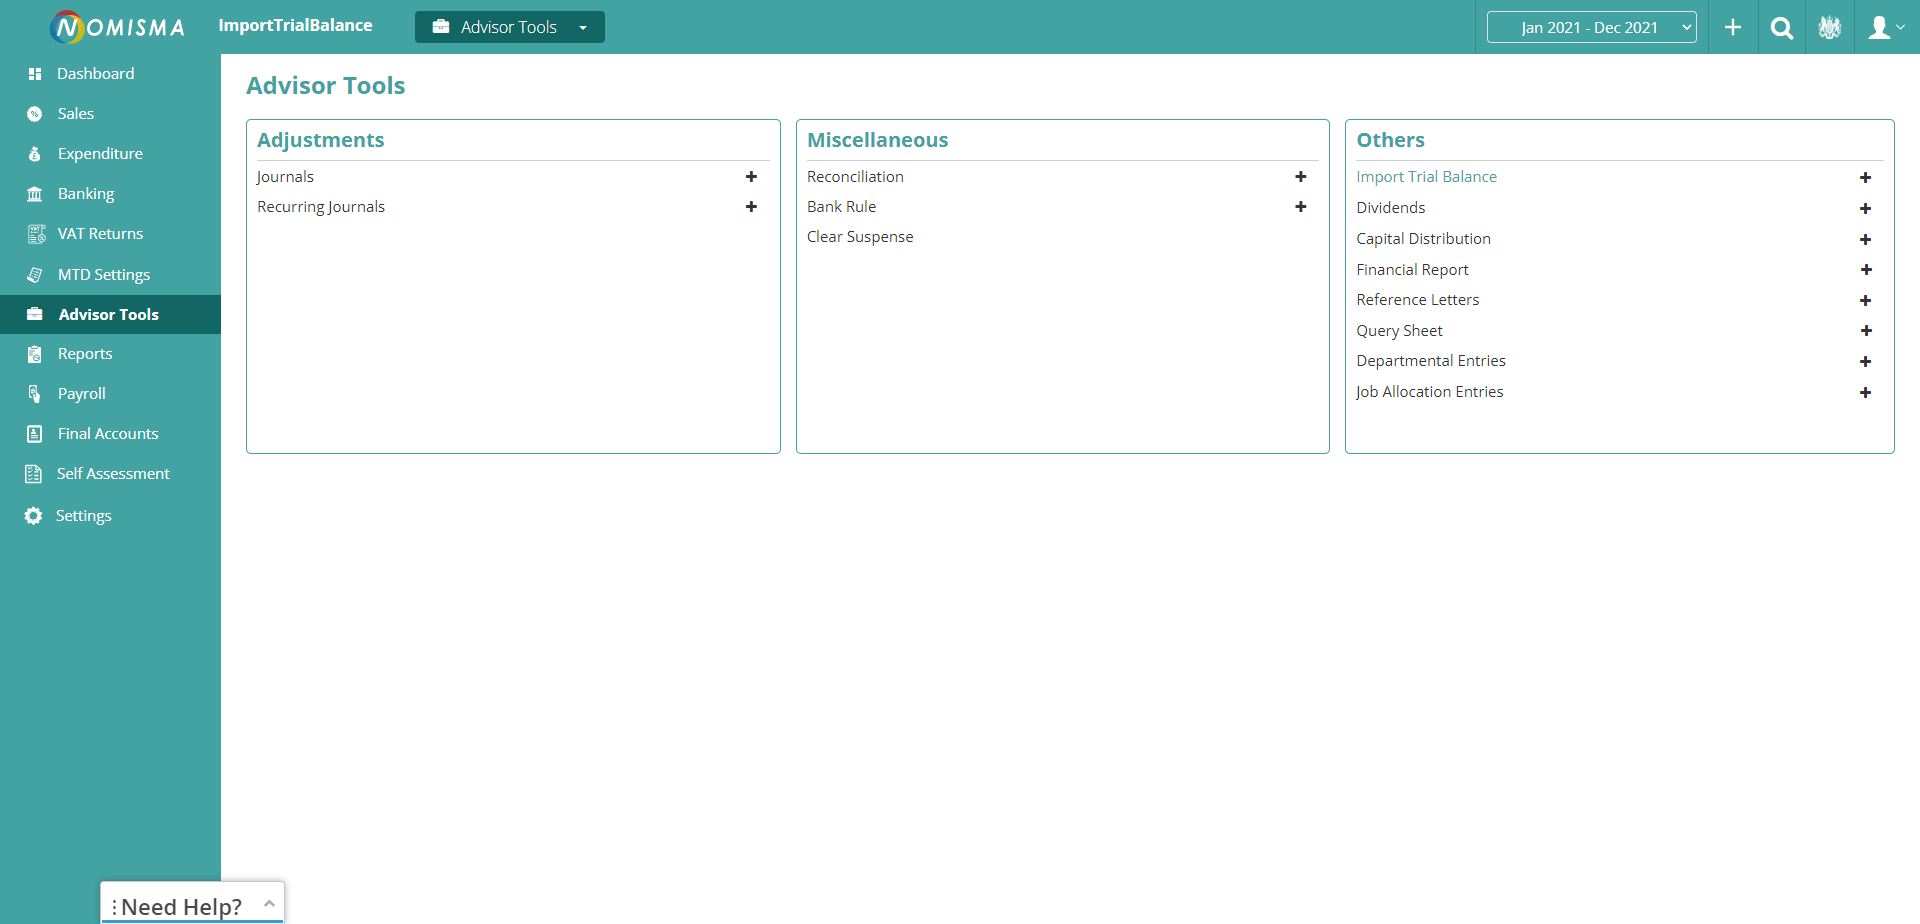 NOMISMA
ImportTrialBalance
Advisor Tools
Jan 2021 - Dec 2021
Dashboard
Sales
Expenditure
Banking
VAT Returns
MTD Settings
Advisor Tools
Reports
Payroll
Final Accounts
Self Assessment
Settings
Advisor Tools
Adjustments
Journals
Recurring Journals
Miscellaneous
Reconciliation
Bank Rule
Clear Suspense
Others
Import Trial Balance
Dividends
Capital Distribution
Financial Report
Reference Letters
Query Sheet
Departmental Entries
Job Allocation Entries
Need Help?